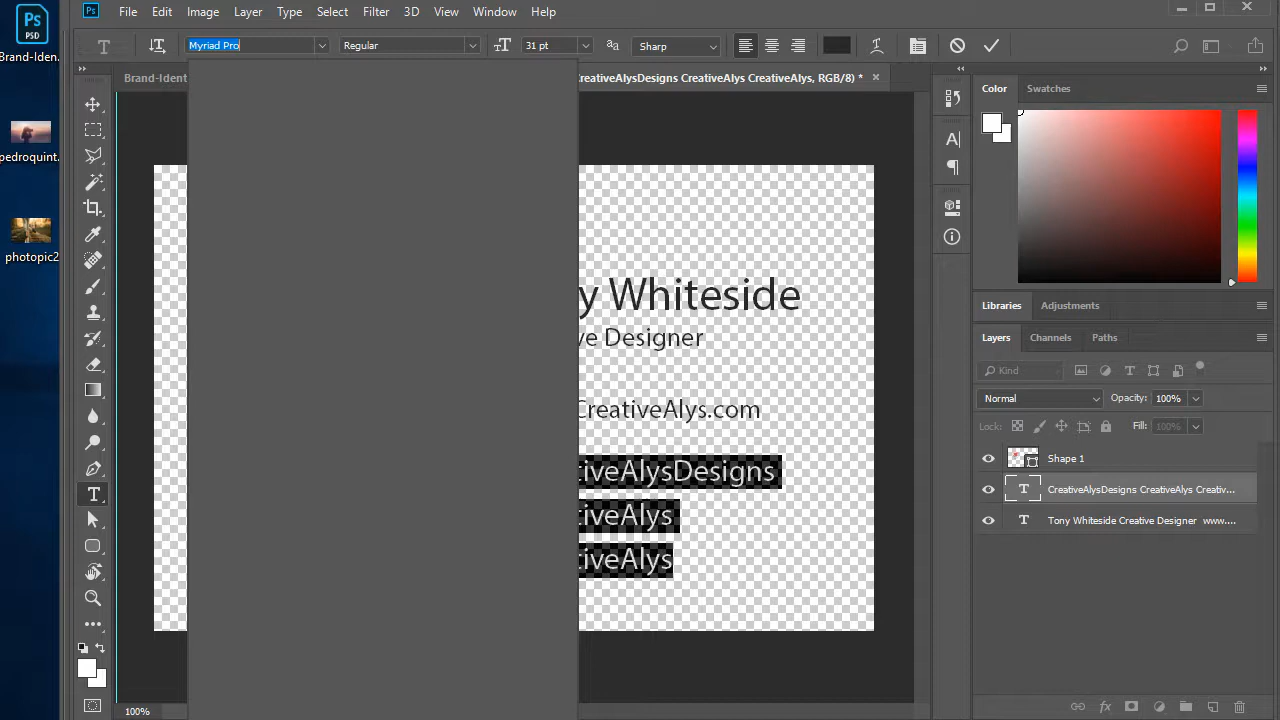 Ps
PSD
Brand-Iden.
pedroquint.
photopic2
Ps File Edit Image Layer Type Select Filter 3D View Window Help
Myriad Pro Regular 31 pt Sharp
Brand-Ident
CreativeAlysDesigns CreativeAlys CreativeAlys, RGB/8) *
y Whiteside
ve Designer
CreativeAlys.com
tiveAlysDesigns
tiveAlys
tiveAlys
100%
Color Swatches
Libraries Adjustments
Layers Channels Paths
Kind
Normal Opacity: 100%
Lock: Fill: 100%
Shape 1
CreativeAlysDesigns CreativeAlys Creativ...
Tony Whiteside Creative Designer www....